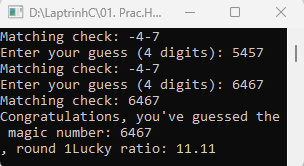 D:\LaptrinhC\01. Prac.H...
Matching check: -4-7
Enter your guess (4 digits): 5457
Matching check: -4-7
Enter your guess (4 digits): 6467
Matching check: 6467
Congratulations, you've guessed the
 magic number: 6467
, round 1Lucky ratio: 11.11